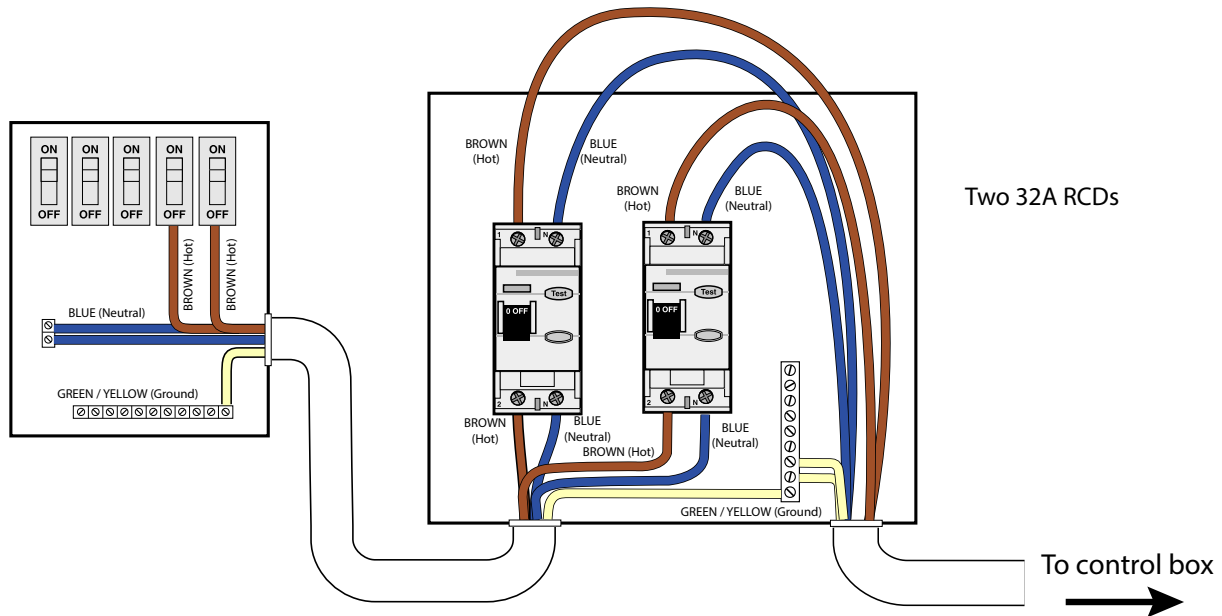 ON
ON
ON
ON
ON
OFF
OFF
OFF
OFF
OFF
BROWN (Hot)
BROWN (Hot)
BLUE (Neutral)
GREEN / YELLOW (Ground)
BROWN
(Hot)
BLUE
(Neutral)
BROWN
(Hot)
BLUE
(Neutral)
1
N
Test
0 OFF
2
N
1
N
Test
0 OFF
2
N
BROWN
(Hot)
BLUE
(Neutral)
BROWN (Hot)
BLUE
(Neutral)
GREEN / YELLOW (Ground)
Two 32A RCDs
To control box